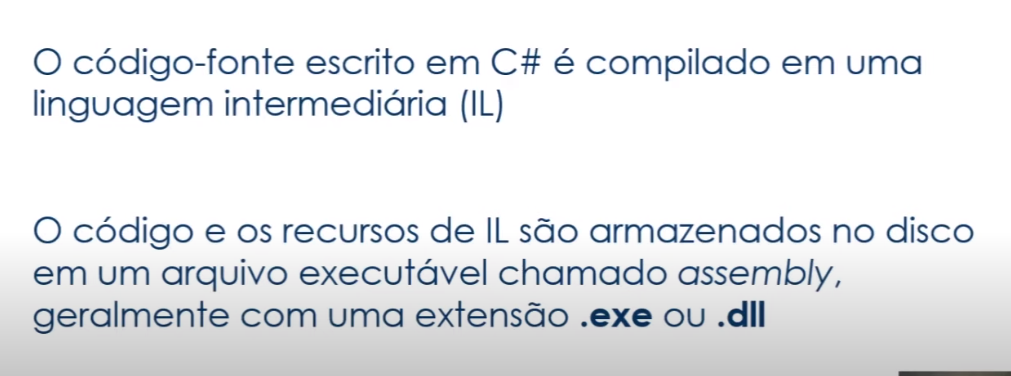 O código-fonte escrito em C# é compilado em uma
linguagem intermediária (IL)
O código e os recursos de IL são armazenados no disco
em um arquivo executável chamado assembly,
geralmente com uma extensão .exe ou .dll